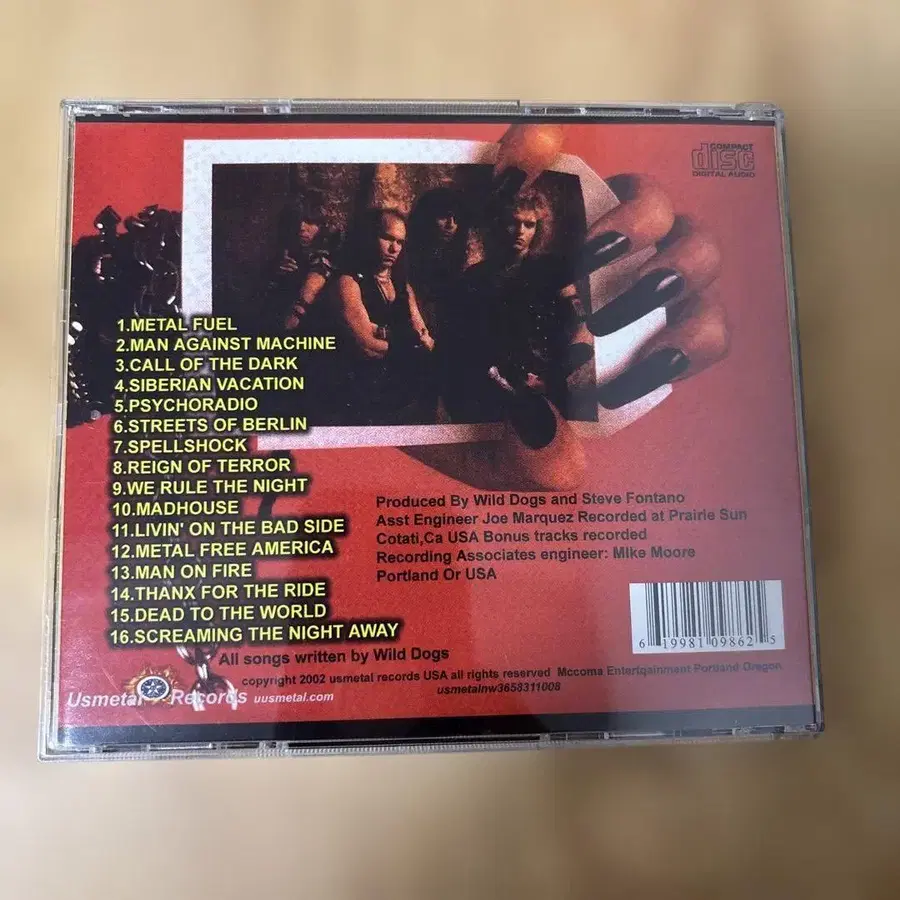 COMPACT
disc
DIGITAL AUDIO
1.METAL FUEL
2.MAN AGAINST MACHINE
3.CALL OF THE DARK
4.SIBERIAN VACATION
5.PSYCHORADIO
6.STREETS OF BERLIN
7.SPELLSHOCK
8.REIGN OF TERROR
9.WE RULE THE NIGHT
10.MADHOUSE
11.LIVIN' ON THE BAD SIDE
12.METAL FREE AMERICA
13.MAN ON FIRE
14.THANX FOR THE RIDE
15.DEAD TO THE WORLD
16.SCREAMING THE NIGHT AWAY
Produced By Wild Dogs and Steve Fontano
Asst Engineer Joe Marquez Recorded at Prairie Sun
Cotati,Ca USA Bonus tracks recorded
Recording Associates engineer: Mike Moore
Portland Or USA
6 19981 09862 5
All songs written by Wild Dogs
copyright 2002 usmetal records USA all rights reserved Mccoma Entertqainment Portland Oregon
usmetalnw3658311008
Usmetal Records uusmetal.com